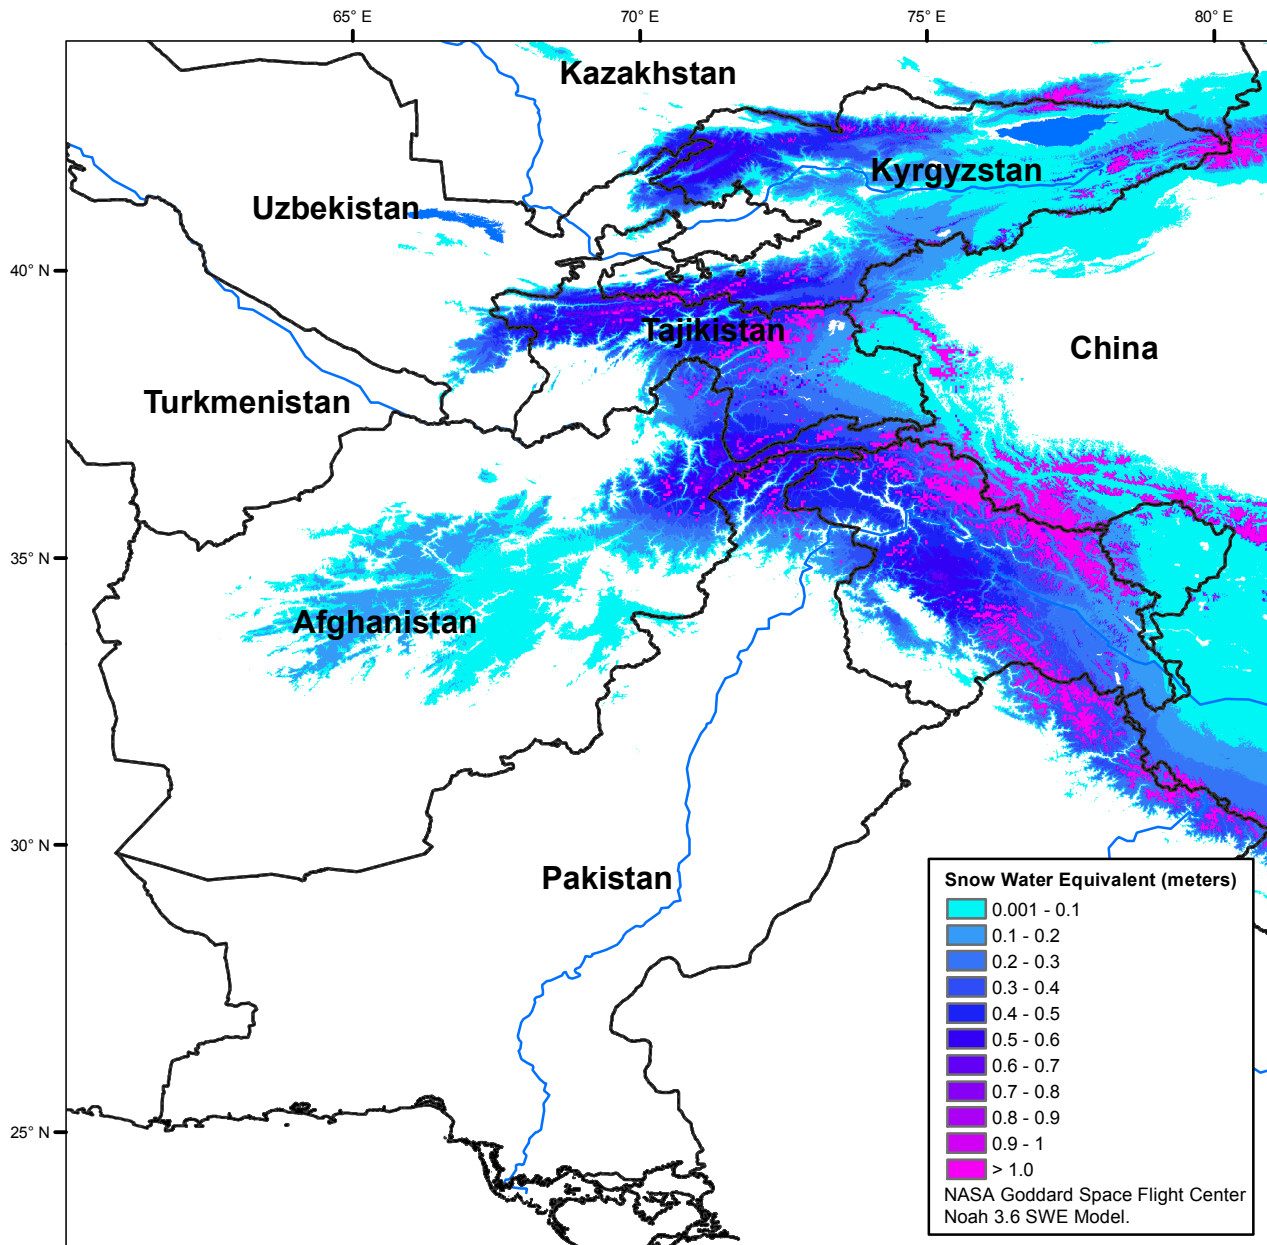 65° E
70° E
75° E
80° E
Kazakhstan
Kyrgyzstan
Uzbekistan
40° N
Tajikistan
China
Turkmenistan
35° N
Afghanistan
30° N
Pakistan
25° N
Snow Water Equivalent (meters)
0.001 - 0.1
0.1 - 0.2
0.2 - 0.3
0.3 - 0.4
0.4 - 0.5
0.5 - 0.6
0.6 - 0.7
0.7 - 0.8
0.8 - 0.9
0.9 - 1
> 1.0
NASA Goddard Space Flight Center
Noah 3.6 SWE Model.